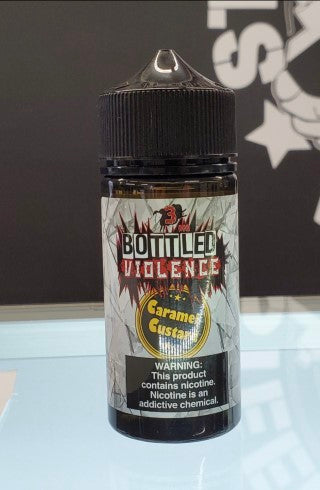 3
BOTTLED
VIOLENCE
Caramel
Custard
WARNING:
This product
contains nicotine.
Nicotine is an
addictive chemical.